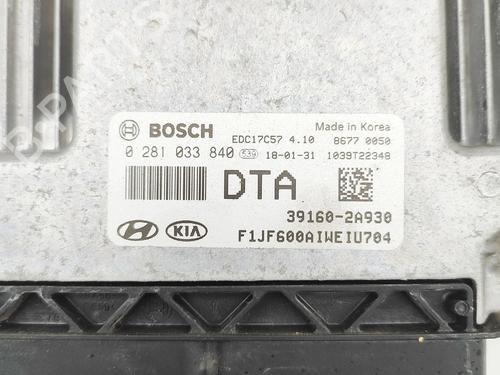 BOSCH
EDC17C57 4.10
Made in Korea
8677 0050
0 281 033 840 539 18-01-31 1039T22348
DTA
39160-2A930
KIA
F1JF600AIWEIU704